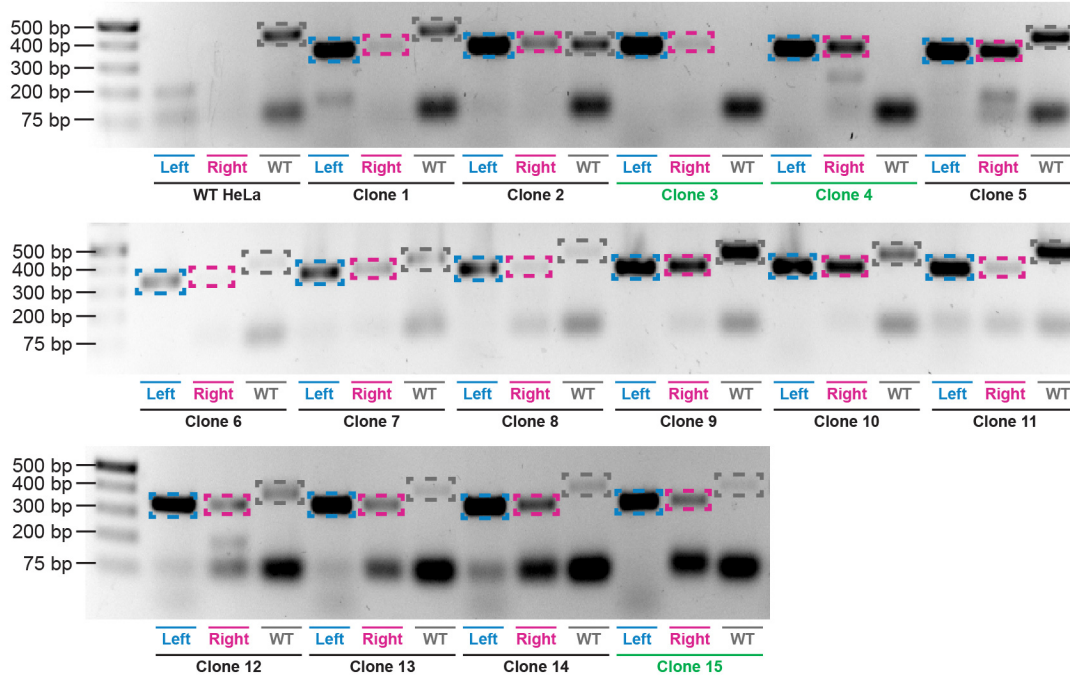 500 bp
400 bp
300 bp
200 bp
75 bp
Left Right WT Left Right WT Left Right WT Left Right WT Left Right WT Left Right WT
WT HeLa Clone 1 Clone 2 Clone 3 Clone 4 Clone 5
500 bp
400 bp
300 bp
200 bp
75 bp
Left Right WT Left Right WT Left Right WT Left Right WT Left Right WT Left Right WT
Clone 6 Clone 7 Clone 8 Clone 9 Clone 10 Clone 11
500 bp
400 bp
300 bp
200 bp
75 bp
Left Right WT Left Right WT Left Right WT Left Right WT
Clone 12 Clone 13 Clone 14 Clone 15